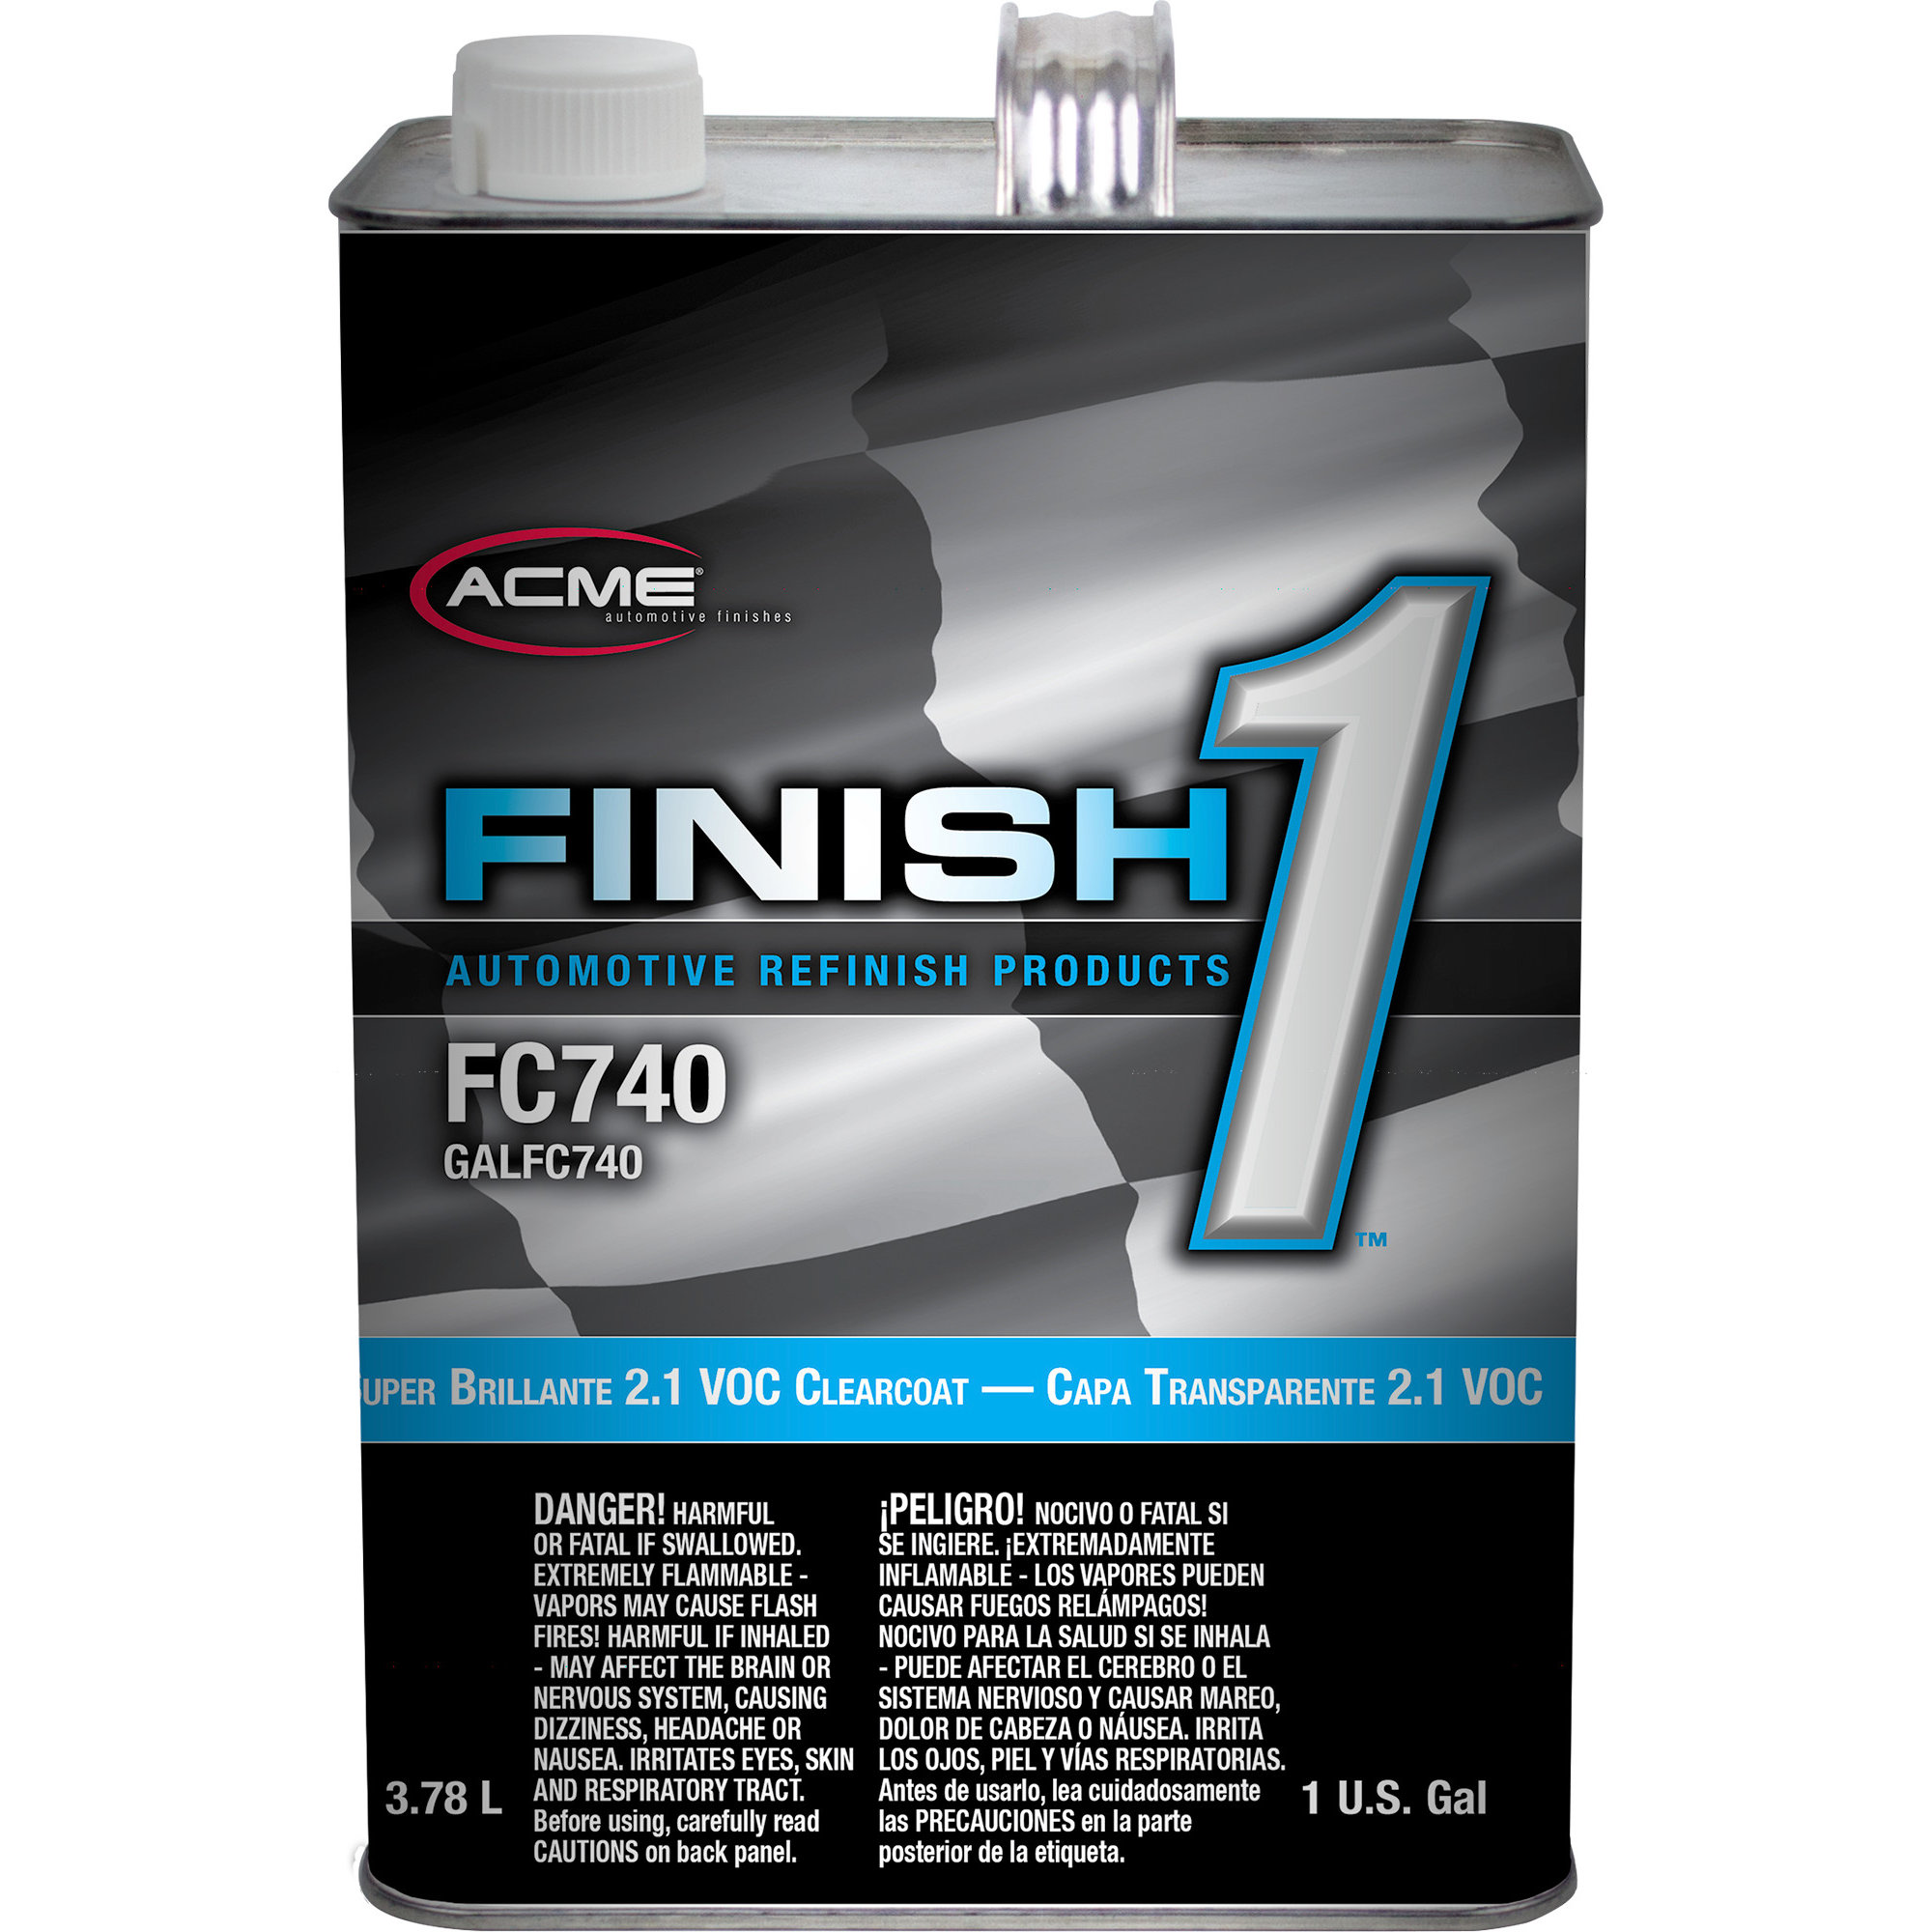 ACME®
automotive finishes
FINISH 1™
AUTOMOTIVE REFINISH PRODUCTS
FC740
GALFC740
SUPER BRILLANTE 2.1 VOC CLEARCOAT — CAPA TRANSPARENTE 2.1 VOC
DANGER! HARMFUL
OR FATAL IF SWALLOWED.
EXTREMELY FLAMMABLE -
VAPORS MAY CAUSE FLASH
FIRES! HARMFUL IF INHALED
- MAY AFFECT THE BRAIN OR
NERVOUS SYSTEM, CAUSING
DIZZINESS, HEADACHE OR
NAUSEA. IRRITATES EYES, SKIN
AND RESPIRATORY TRACT.
Before using, carefully read
CAUTIONS on back panel.
¡PELIGRO! NOCIVO O FATAL SI
SE INGIERE. ¡EXTREMADAMENTE
INFLAMABLE - LOS VAPORES PUEDEN
CAUSAR FUEGOS RELÁMPAGOS!
NOCIVO PARA LA SALUD SI SE INHALA
- PUEDE AFECTAR EL CEREBRO O EL
SISTEMA NERVIOSO Y CAUSAR MAREO,
DOLOR DE CABEZA O NÁUSEA. IRRITA
LOS OJOS, PIEL Y VÍAS RESPIRATORIAS.
Antes de usarlo, lea cuidadosamente
las PRECAUCIONES en la parte
posterior de la etiqueta.
3.78 L
1 U.S. Gal